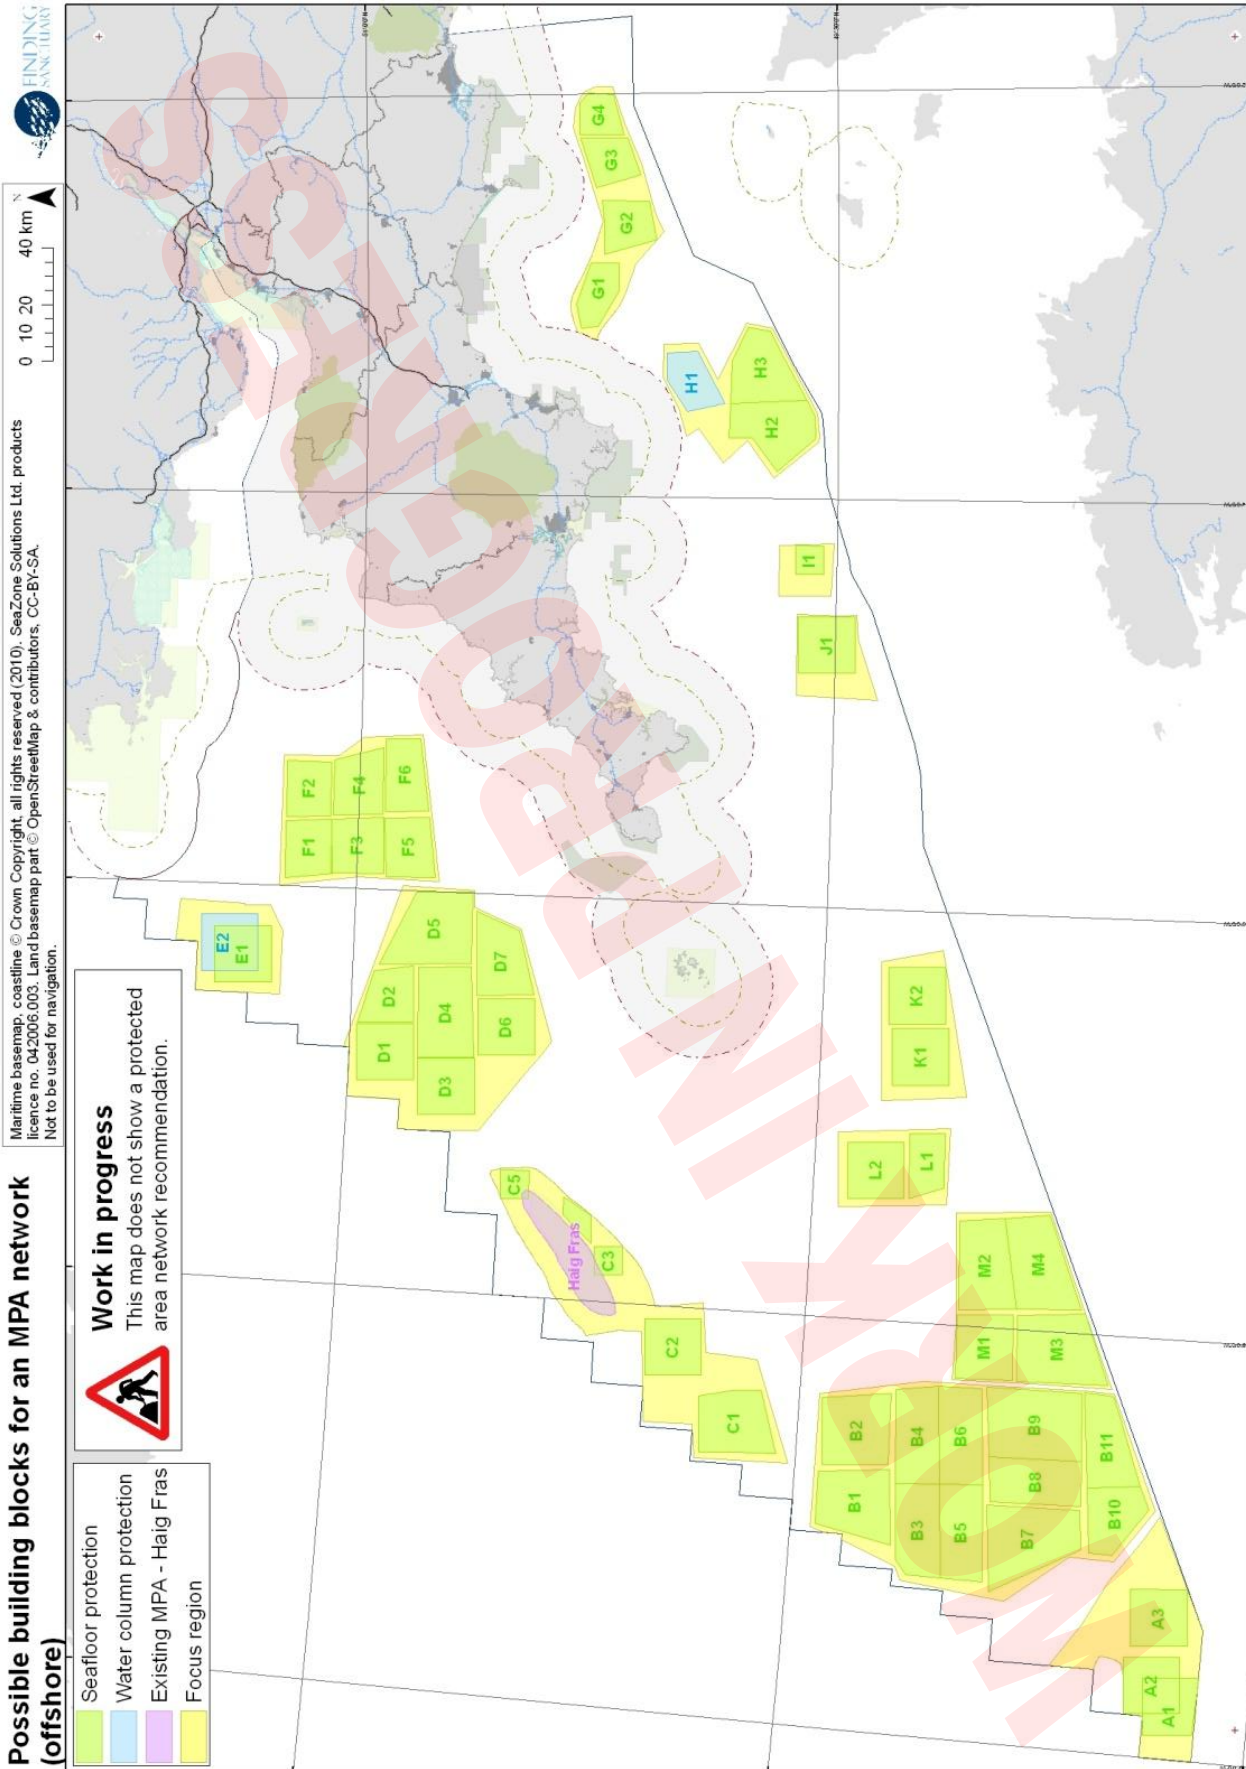 Possible building blocks for an MPA network
(offshore)
Maritime basemap, coastline © Crown Copyright, all rights reserved (2010). SeaZone Solutions Ltd. products
licence no. 042006.003. Land basemap part © OpenStreetMap & contributors, CC-BY-SA.
Not to be used for navigation.
0 10 20 40 km
N
FINDING
SANCTUARY
Seafloor protection
Water column protection
Existing MPA - Haig Fras
Focus region
Work in progress
This map does not show a protected
area network recommendation.
WORK IN PROGRESS
E2
E1
F1
F2
F3
F4
F5
F6
D1
D2
D5
D3
D4
D7
D6
C5
Haig Fras
C3
C2
C1
G1
G2
G3
G4
H1
H2
H3
I1
J1
K1
K2
L2
L1
M2
M4
M1
M3
B1
B2
B3
B4
B5
B6
B7
B8
B9
B10
B11
A1
A2
A3